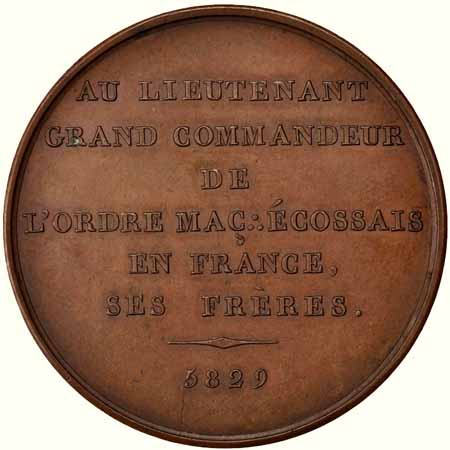 AU LIEUTENANT
GRAND COMMANDEUR
DE
L'ORDRE MAÇ∴ ÉCOSSAIS
EN FRANCE,
SES FRÈRES.
5829